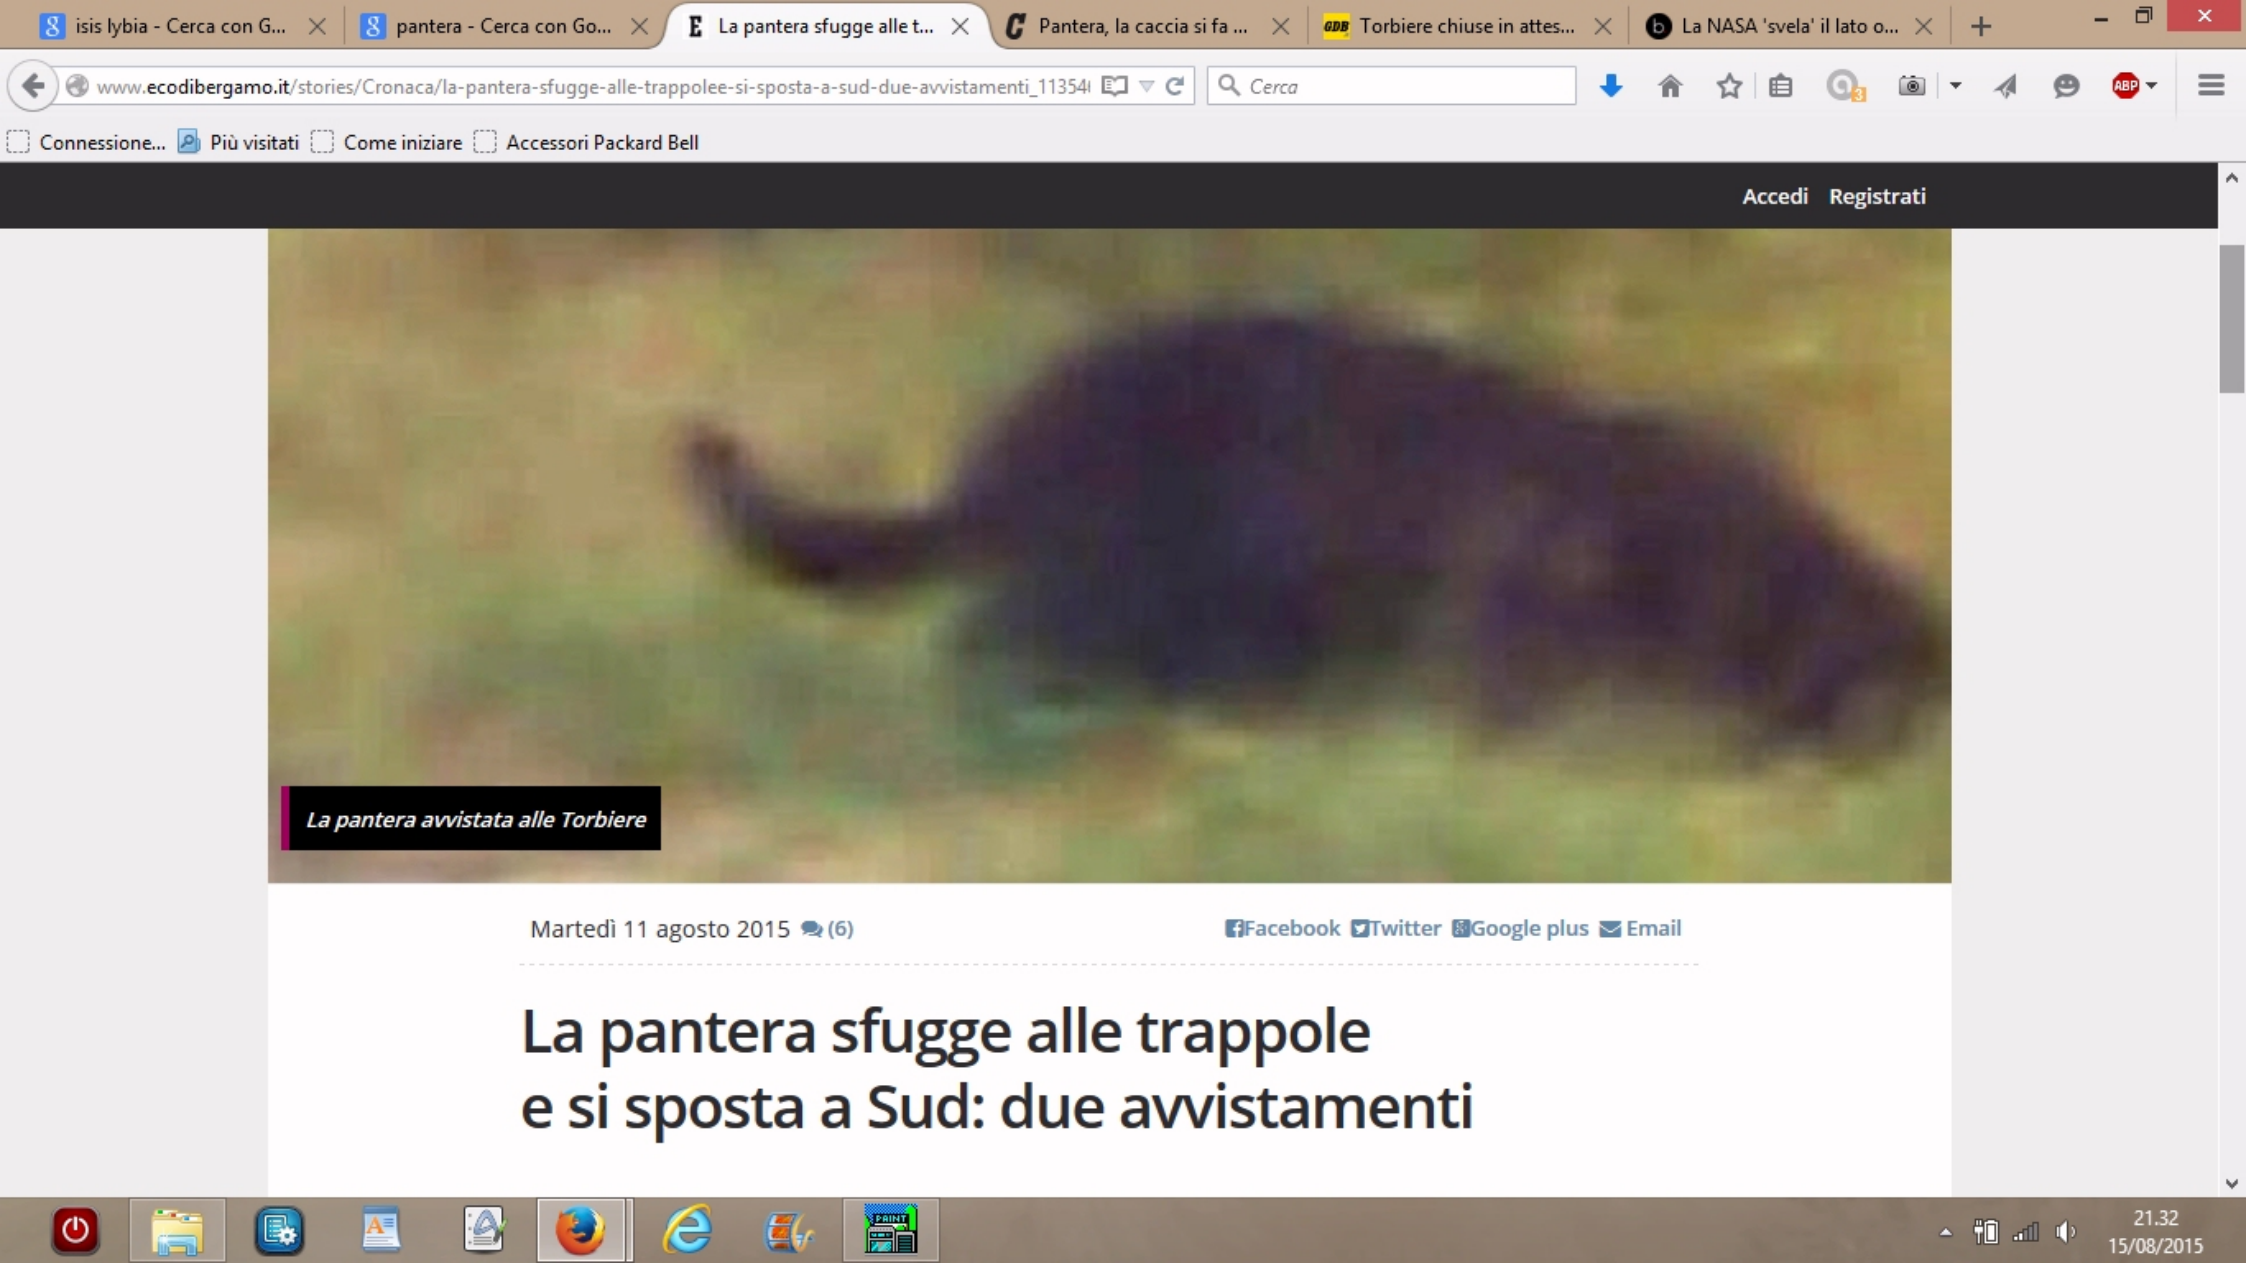 isis lybia - Cerca con G...
pantera - Cerca con Go...
E La pantera sfugge alle t...
C Pantera, la caccia si fa ...
GDB Torbiere chiuse in attes...
b La NASA 'svela' il lato o...
www.ecodibergamo.it/stories/Cronaca/la-pantera-sfugge-alle-trappolee-si-sposta-a-sud-due-avvistamenti_11354
Cerca
3
ABP
Connessione...
Più visitati
Come iniziare
Accessori Packard Bell
Accedi Registrati
La pantera avvistata alle Torbiere
Martedì 11 agosto 2015 (6)
Facebook Twitter Google plus Email
La pantera sfugge alle trappole
e si sposta a Sud: due avvistamenti
PAINT
21.32
15/08/2015